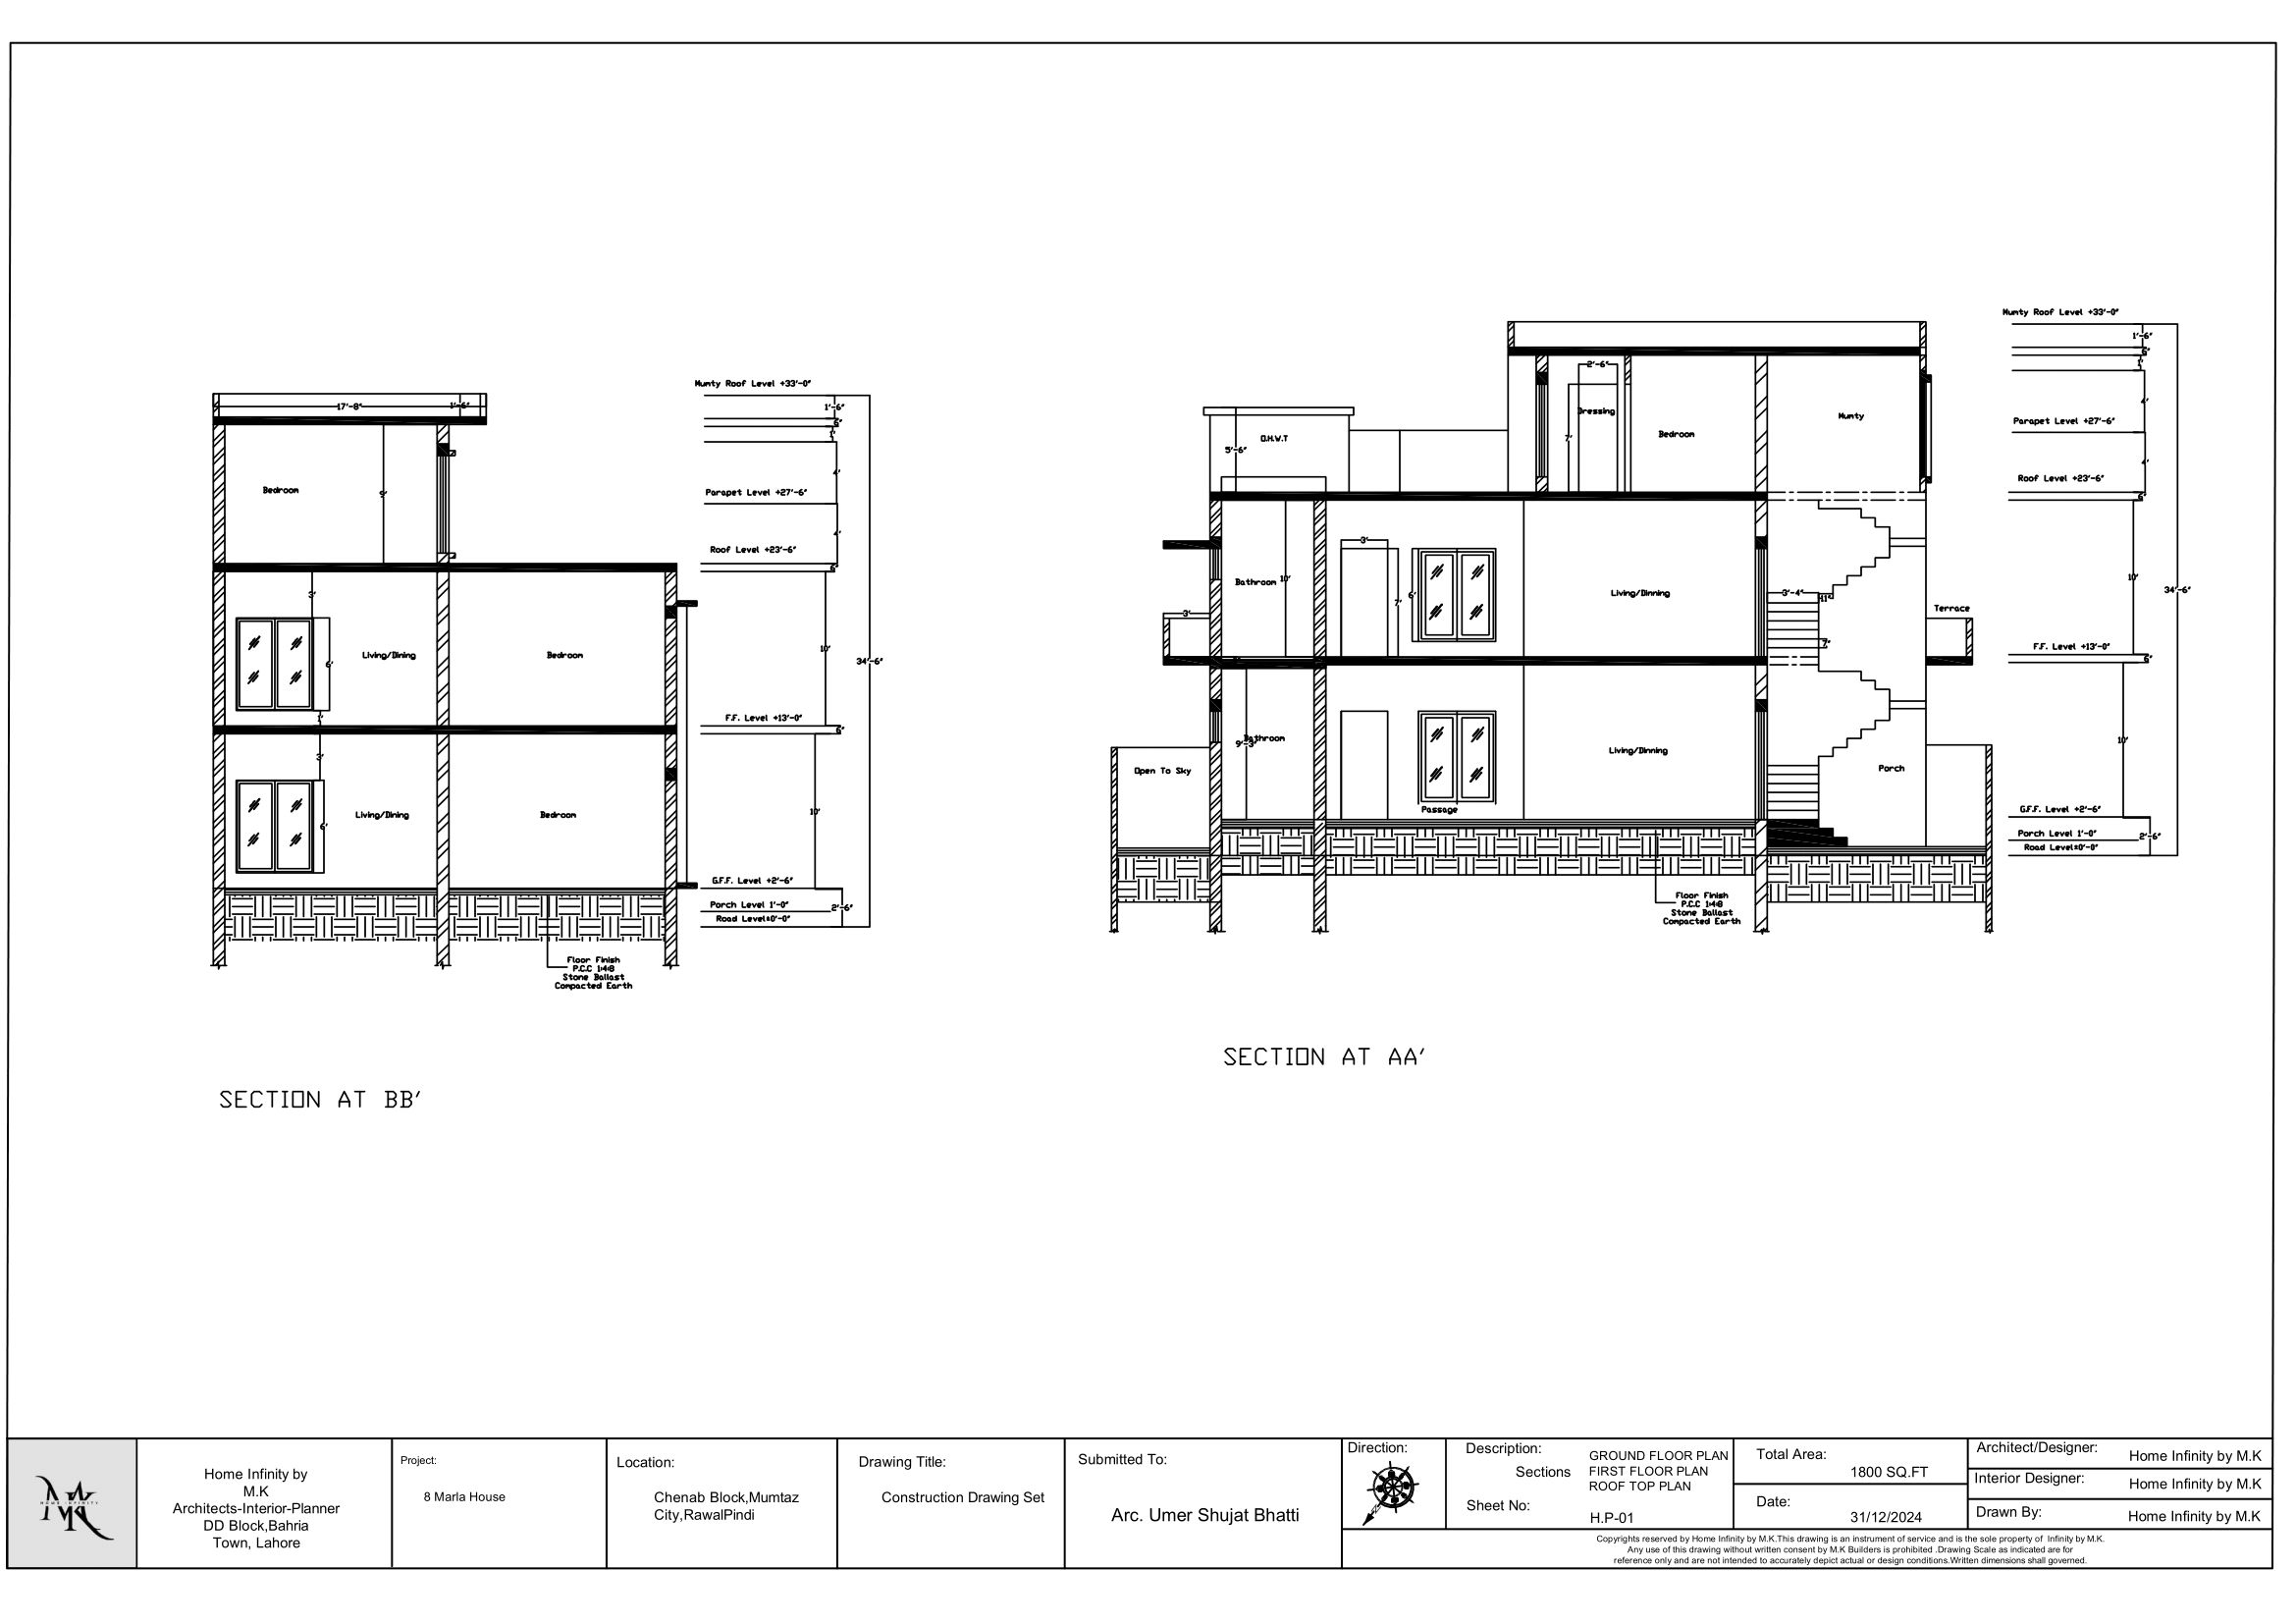 17'-8"
1'-6"
Bedroom
9'
3'
6'
Living/Dining
Bedroom
1'
3'
6'
Living/Dining
Bedroom
Floor Finish
P.C.C 1:4:8
Stone Ballast
Compacted Earth
Mumty Roof Level +33'-0"
1'-6"
6"
1'
4'
Parapet Level +27'-6"
4'
Roof Level +23'-6"
6"
10'
34'-6"
F.F. Level +13'-0"
6"
10'
G.F.F. Level +2'-6"
Porch Level 1'-0"
2'-6"
Road Level±0'-0"
SECTION AT BB'
2'-6"
Dressing
7'
Bedroom
Mumty
O.H.W.T
5'-6"
Bathroom
10'
3'
3'
7'
6'
Living/Dinning
3'-4"
11"
7"
Terrace
Bathroom
9'-3"
Living/Dinning
Passage
Open To Sky
Porch
Floor Finish
P.C.C 1:4:8
Stone Ballast
Compacted Earth
Mumty Roof Level +33'-0"
1'-6"
6"
1'
4'
Parapet Level +27'-6"
4'
Roof Level +23'-6"
6"
10'
34'-6"
F.F. Level +13'-0"
6"
10'
G.F.F. Level +2'-6"
Porch Level 1'-0"
2'-6"
Road Level±0'-0"
SECTION AT AA'
HOME INFINITY
Home Infinity by
M.K
Architects-Interior-Planner
DD Block,Bahria
Town, Lahore
Project:
8 Marla House
Location:
Chenab Block,Mumtaz
City,RawalPindi
Drawing Title:
Construction Drawing Set
Submitted To:
Arc. Umer Shujat Bhatti
Direction:
Description:
Sections
GROUND FLOOR PLAN
FIRST FLOOR PLAN
ROOF TOP PLAN
Sheet No:
H.P-01
Total Area:
1800 SQ.FT
Date:
31/12/2024
Architect/Designer:
Home Infinity by M.K
Interior Designer:
Home Infinity by M.K
Drawn By:
Home Infinity by M.K
Copyrights reserved by Home Infinity by M.K.This drawing is an instrument of service and is the sole property of Infinity by M.K.
Any use of this drawing without written consent by M.K Builders is prohibited .Drawing Scale as indicated are for
reference only and are not intended to accurately depict actual or design conditions.Written dimensions shall governed.